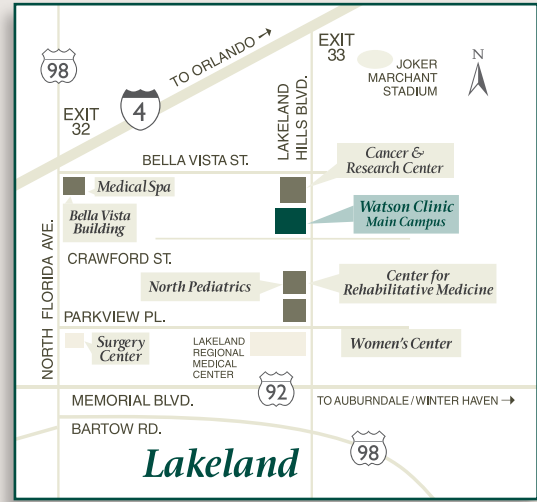 TO ORLANDO →
EXIT
33
N
98
JOKER
MARCHANT
STADIUM
4
EXIT
32
LAKELAND
HILLS BLVD.
BELLA VISTA ST.
Cancer &
Research Center
Medical Spa
Bella Vista
Building
Watson Clinic
Main Campus
NORTH FLORIDA AVE.
CRAWFORD ST.
North Pediatrics
Center for
Rehabilitative Medicine
PARKVIEW PL.
Surgery
Center
LAKELAND
REGIONAL
MEDICAL
CENTER
Women's Center
92
MEMORIAL BLVD.
TO AUBURNDALE / WINTER HAVEN →
BARTOW RD.
98
Lakeland